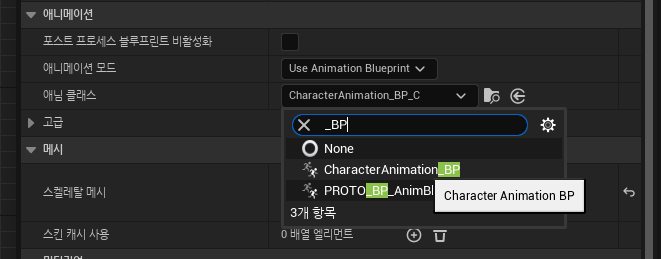 애니메이션
포스트 프로세스 블루프린트 비활성화
애니메이션 모드
Use Animation Blueprint
애님 클래스
CharacterAnimation_BP_C
고급
_BP
None
메시
CharacterAnimation_BP
스켈레탈 메시
PROTO_BP_AnimBl
Character Animation BP
3개 항목
스킨 캐시 사용
0 배열 엘리먼트